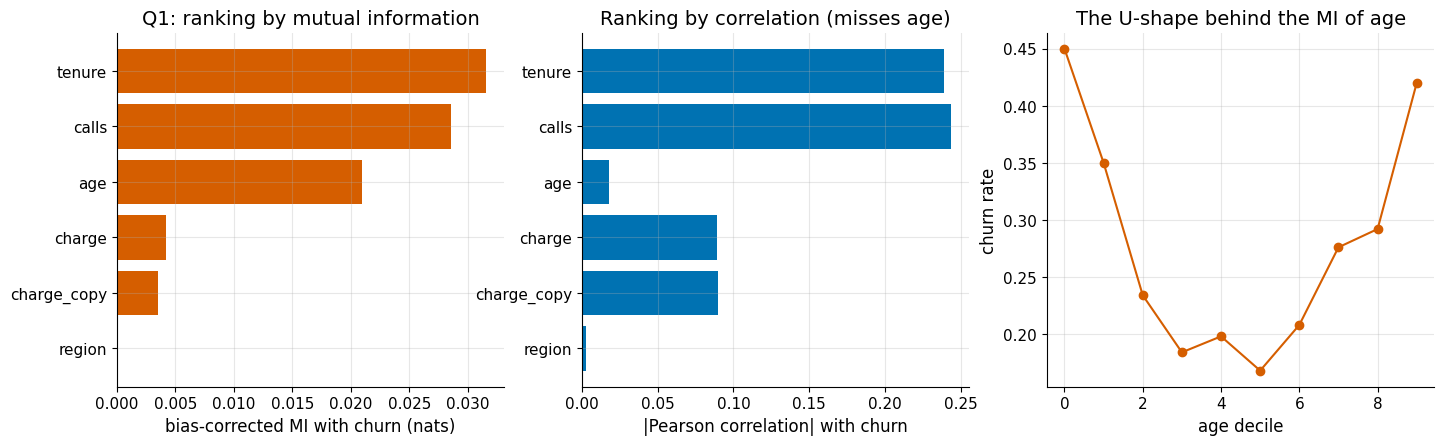 Q1: ranking by mutual information
tenure
calls
age
charge
charge_copy
region
0.000 0.005 0.010 0.015 0.020 0.025 0.030
bias-corrected MI with churn (nats)
Ranking by correlation (misses age)
tenure
calls
age
charge
charge_copy
region
0.00 0.05 0.10 0.15 0.20 0.25
|Pearson correlation| with churn
The U-shape behind the MI of age
churn rate
0.45
0.40
0.35
0.30
0.25
0.20
0 2 4 6 8
age decile